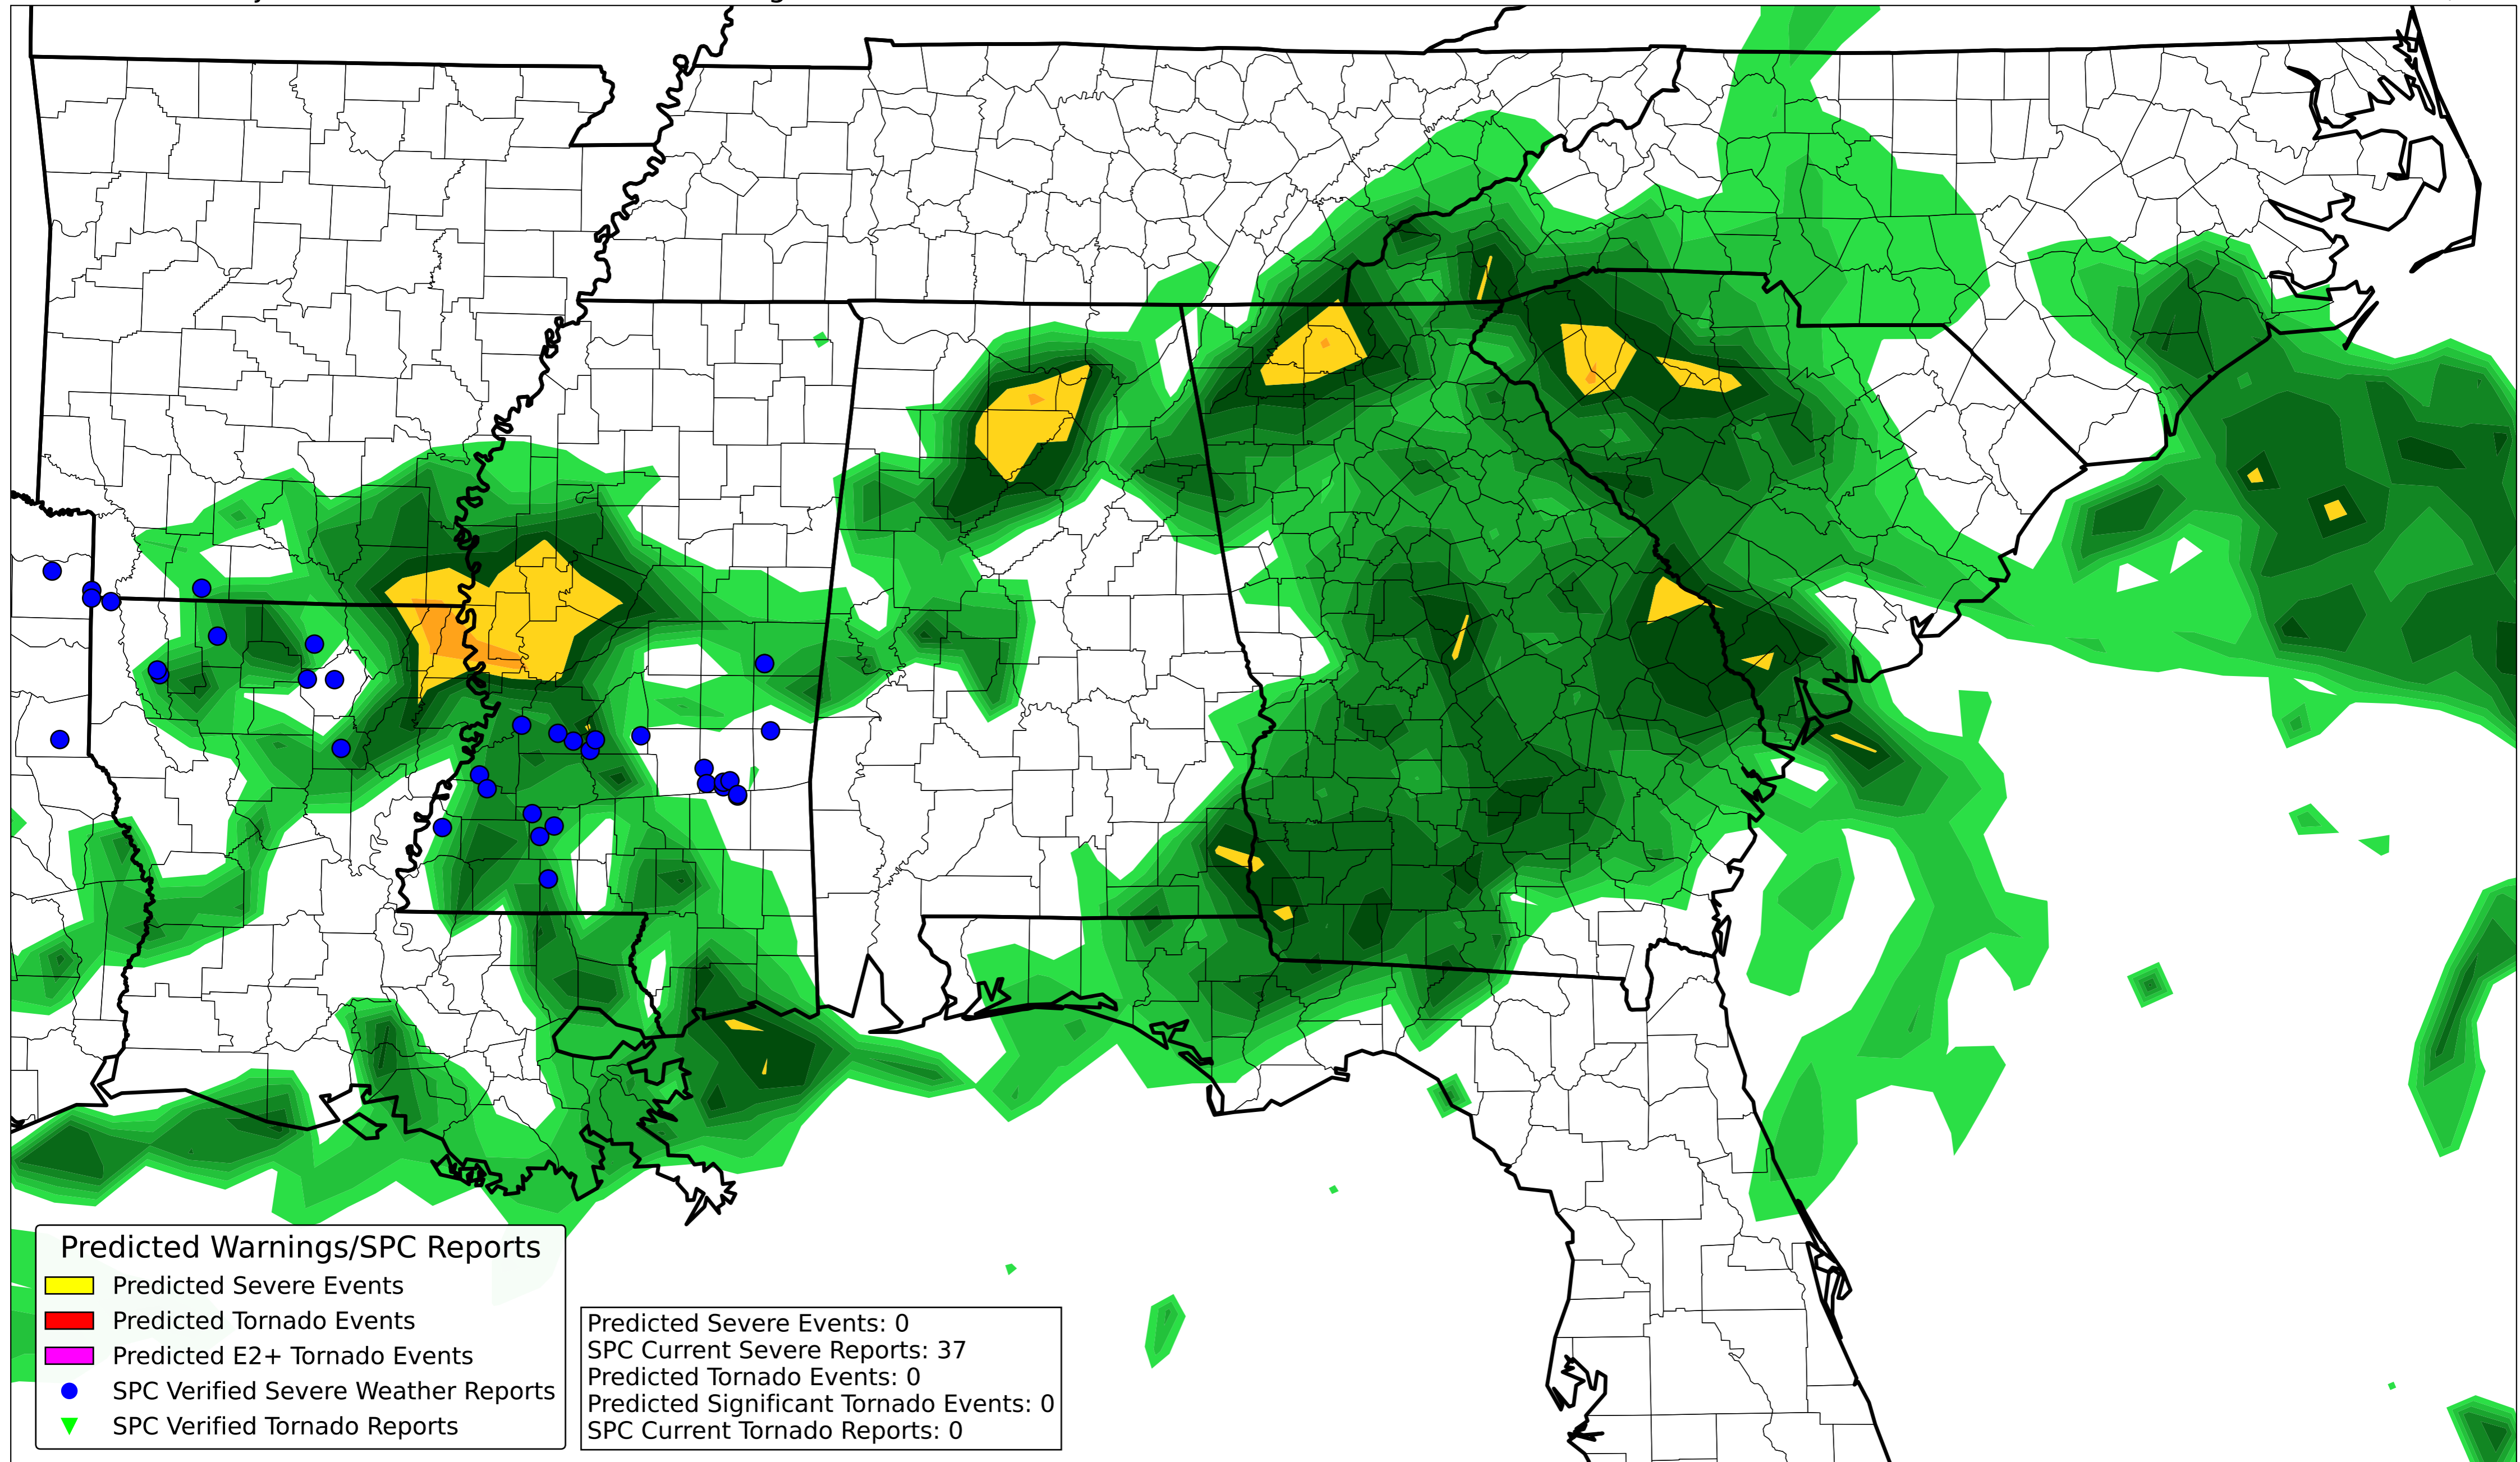 Predicted Warnings/SPC Reports
Predicted Severe Events
Predicted Tornado Events
Predicted E2+ Tornado Events
SPC Verified Severe Weather Reports
SPC Verified Tornado Reports
Predicted Severe Events: 0
SPC Current Severe Reports: 37
Predicted Tornado Events: 0
Predicted Significant Tornado Events: 0
SPC Current Tornado Reports: 0